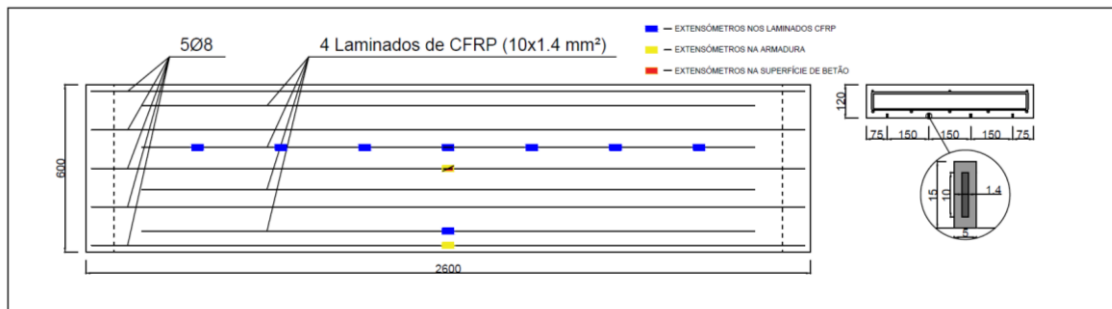 5Ø8
4 Laminados de CFRP (10x1.4 mm²)
— EXTENSÓMETROS NOS LAMINADOS CFRP
— EXTENSÓMETROS NA ARMADURA
— EXTENSÓMETROS NA SUPERFÍCIE DE BETÃO
600
2600
120
75 150 150 150 75
15 10 1.4
5